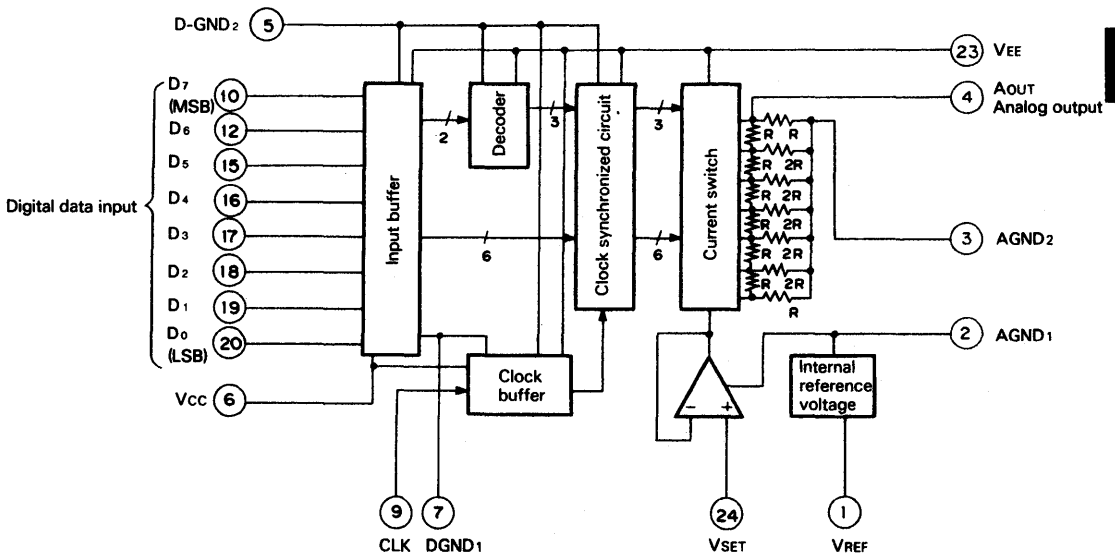 D-GND2 5
23 VEE
D7 (MSB) 10
4 AOUT Analog output
D6 12
D5 15
D4 16
D3 17
D2 18
D1 19
D0 (LSB) 20
Digital data input
VCC 6
Input buffer
2
Decoder
3
6
Clock synchronized circuit
3
6
Current switch
R R
R 2R
R 2R
R 2R
R 2R
R 2R
R
3 AGND2
2 AGND1
Clock buffer
- +
Internal reference voltage
9 CLK
7 DGND1
24 VSET
1 VREF